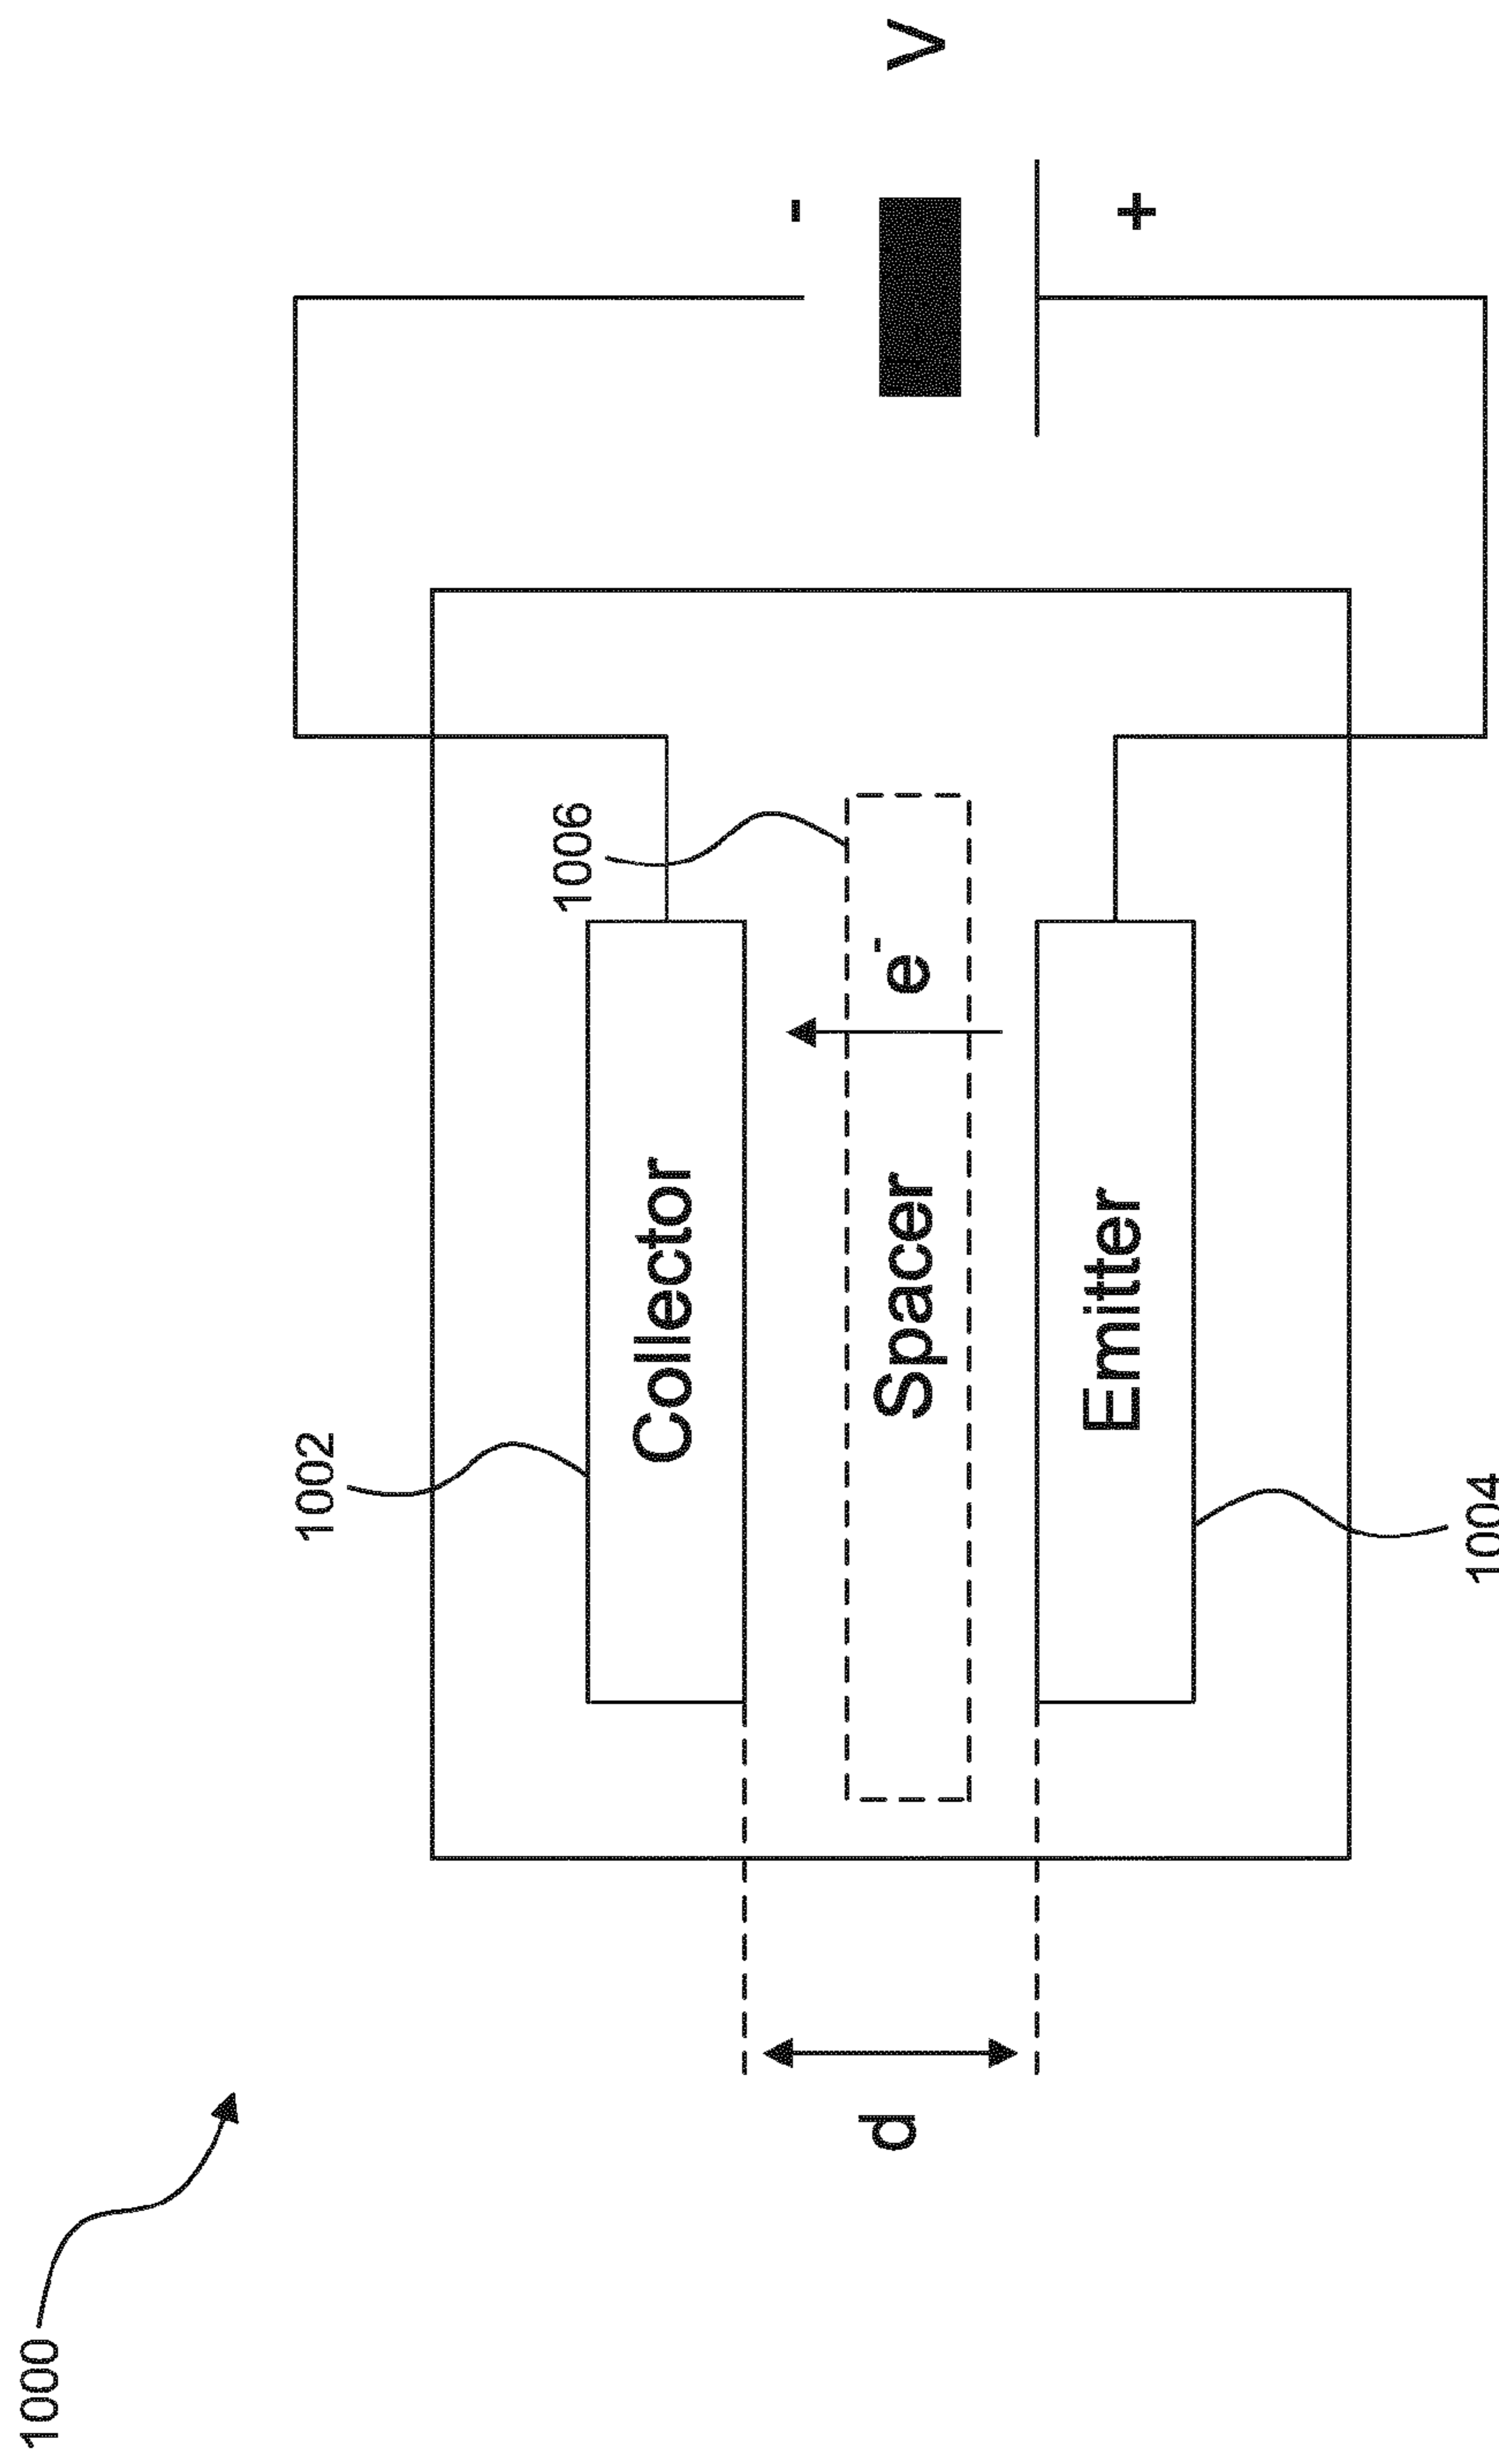 1000
1002
1006
Collector
-
d
Spacer
e⁻
V
Emitter
+
1004